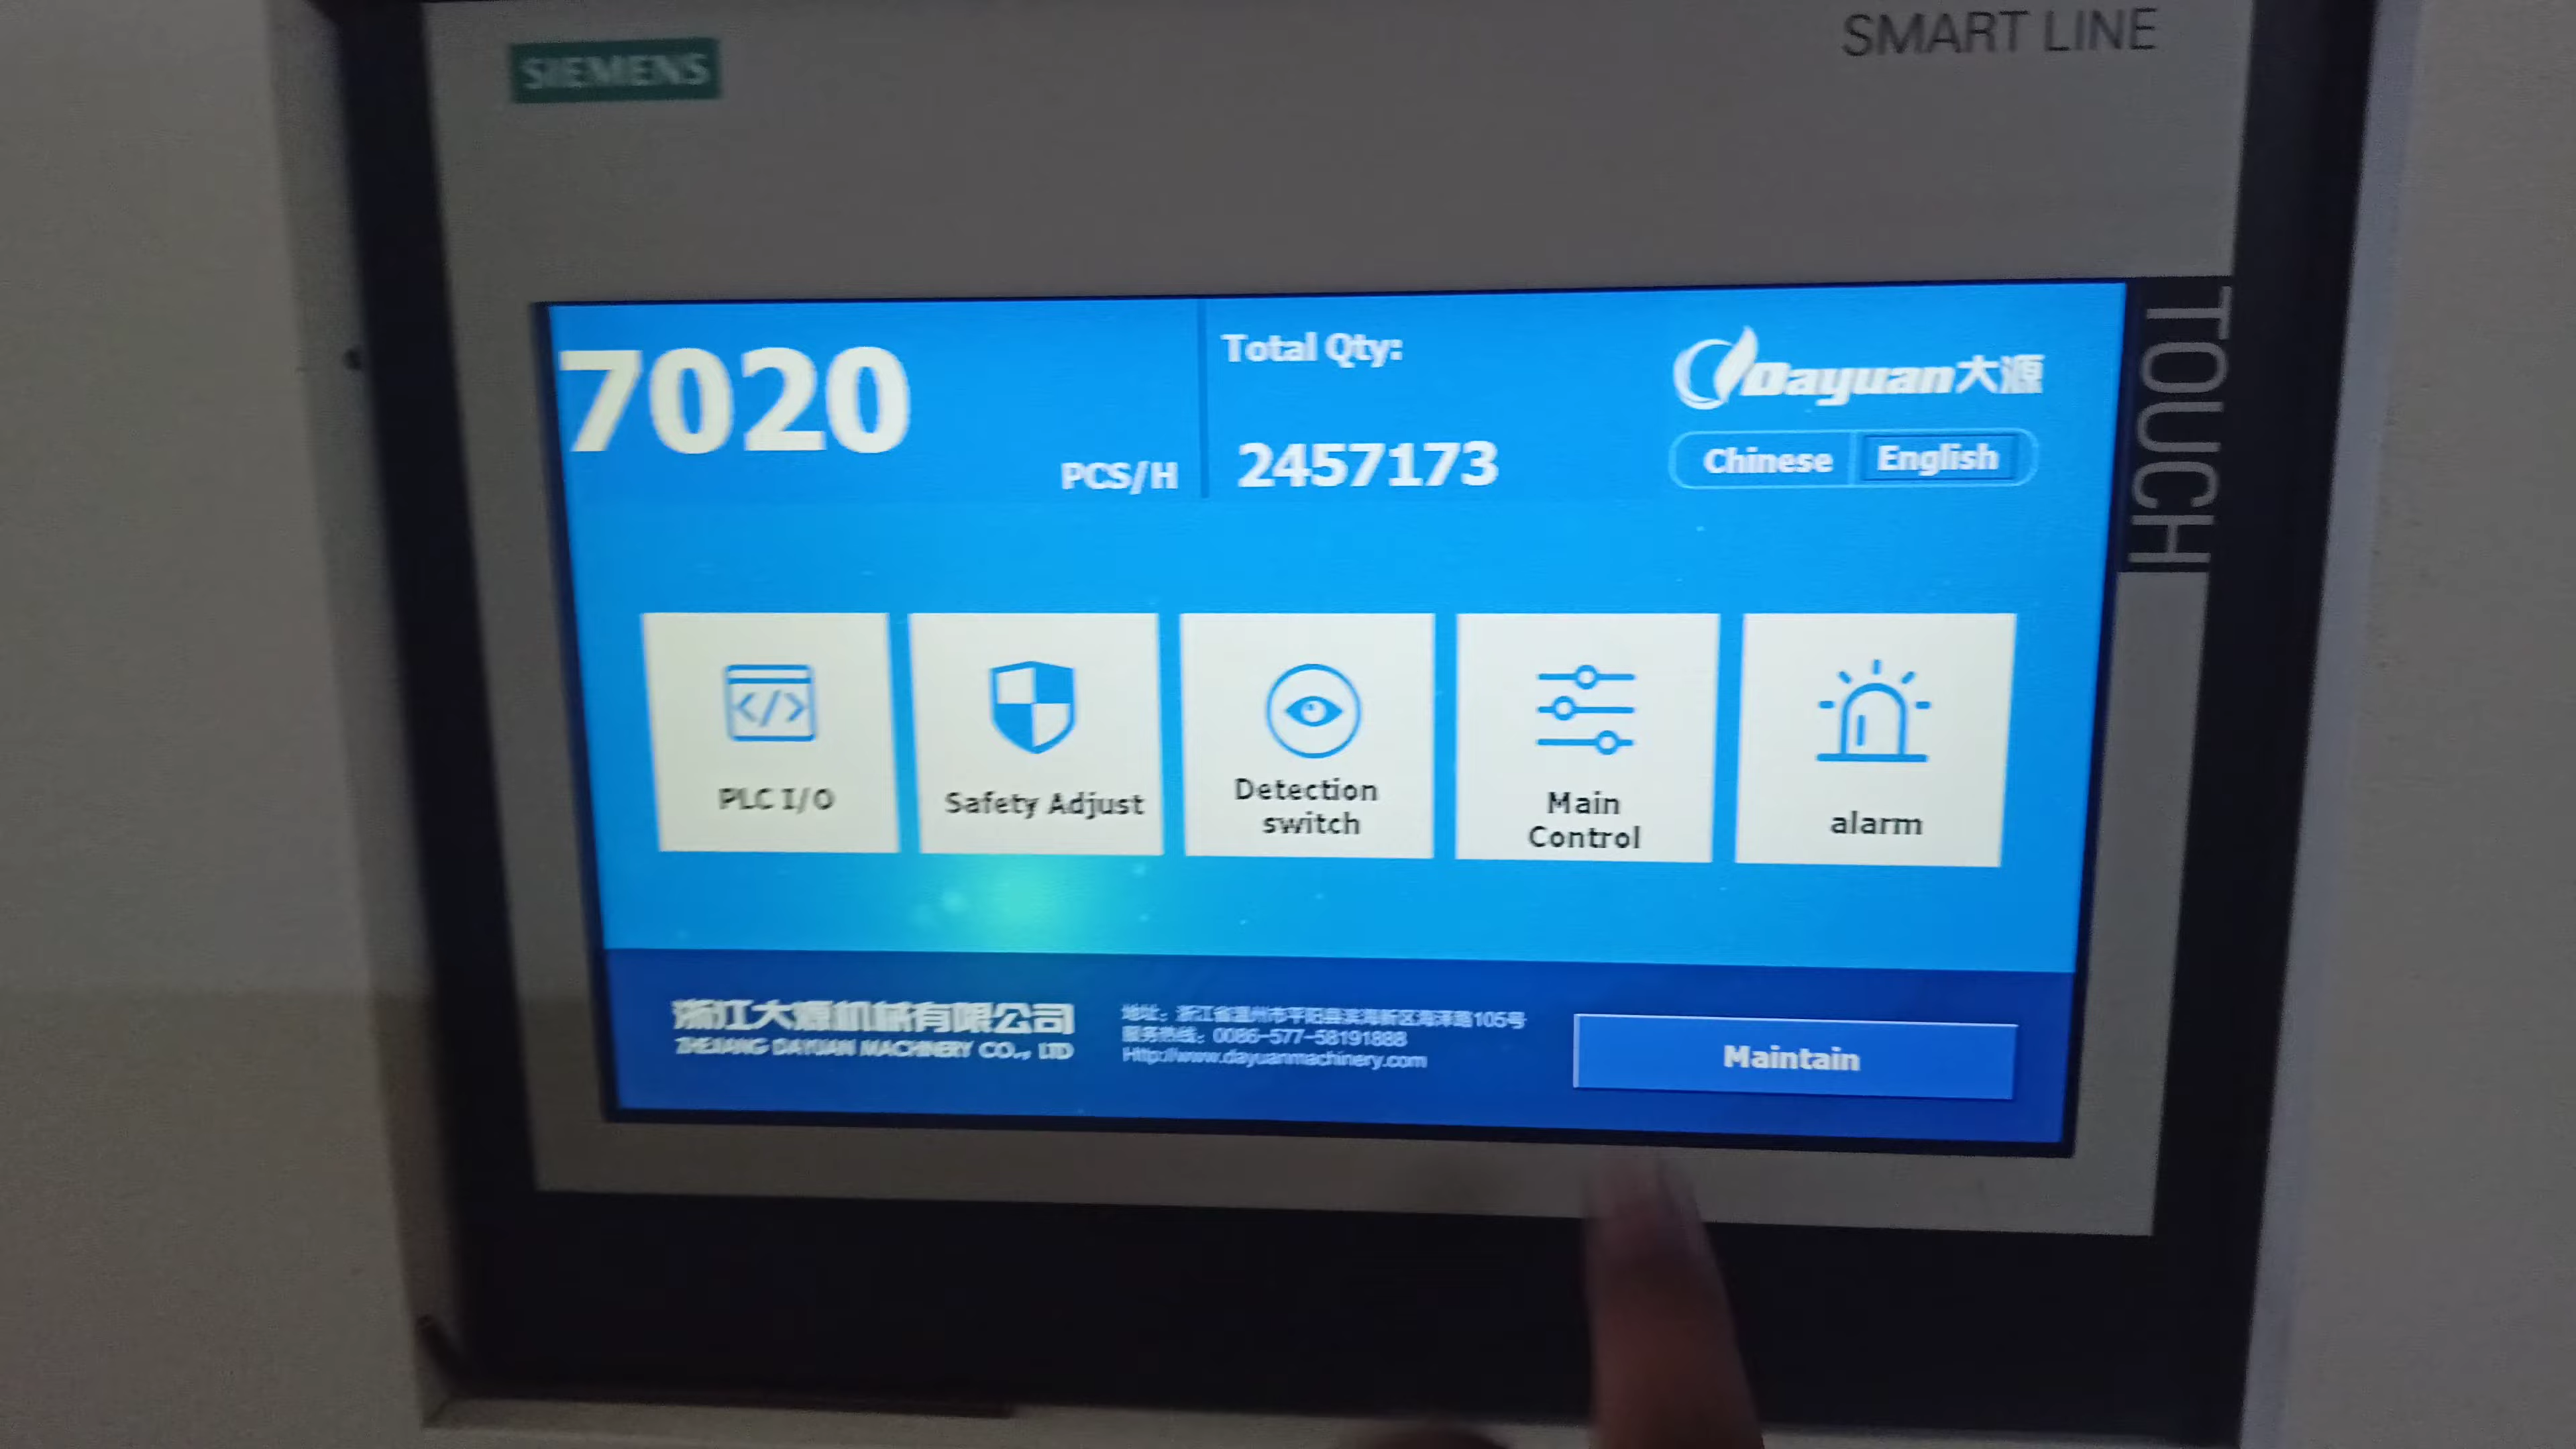 SIEMENS
SMART LINE
TOUCH
7020
PCS/H
Total Qty:
2457173
Dayuan大源
Chinese
English
PLC I/O
Safety Adjust
Detection
switch
Main
Control
alarm
浙江大源机械有限公司
ZHEJIANG DAYUAN MACHINERY CO., LTD
地址：浙江省温州市平阳县滨海新区海泽路105号
服务热线：0086-577-58191888
Http://www.dayuanmachinery.com
Maintain